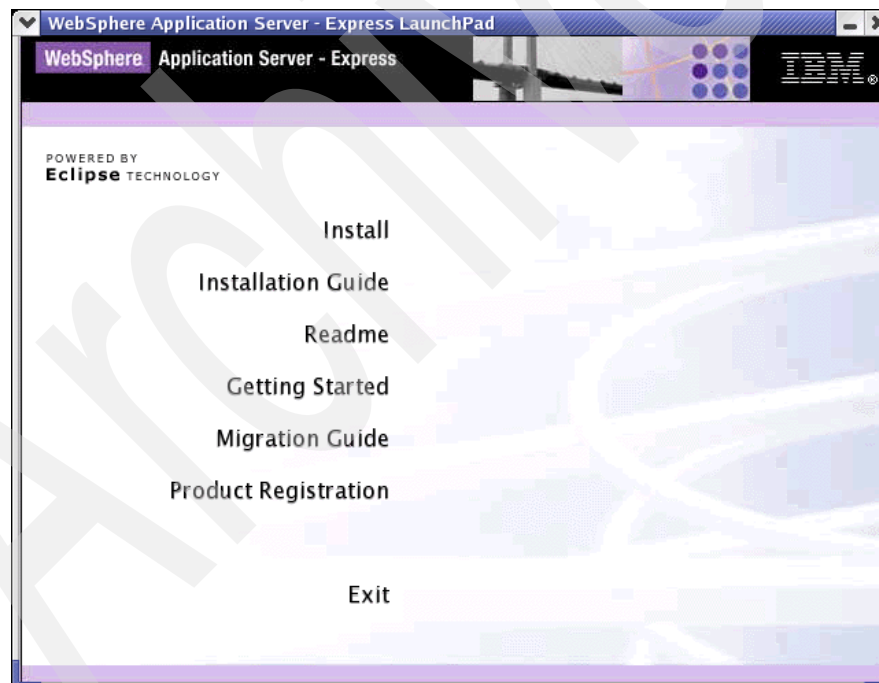 WebSphere Application Server - Express LaunchPad
WebSphere Application Server - Express
IBM®
POWERED BY
Eclipse TECHNOLOGY
Install
Installation Guide
Readme
Getting Started
Migration Guide
Product Registration
Exit
Archive